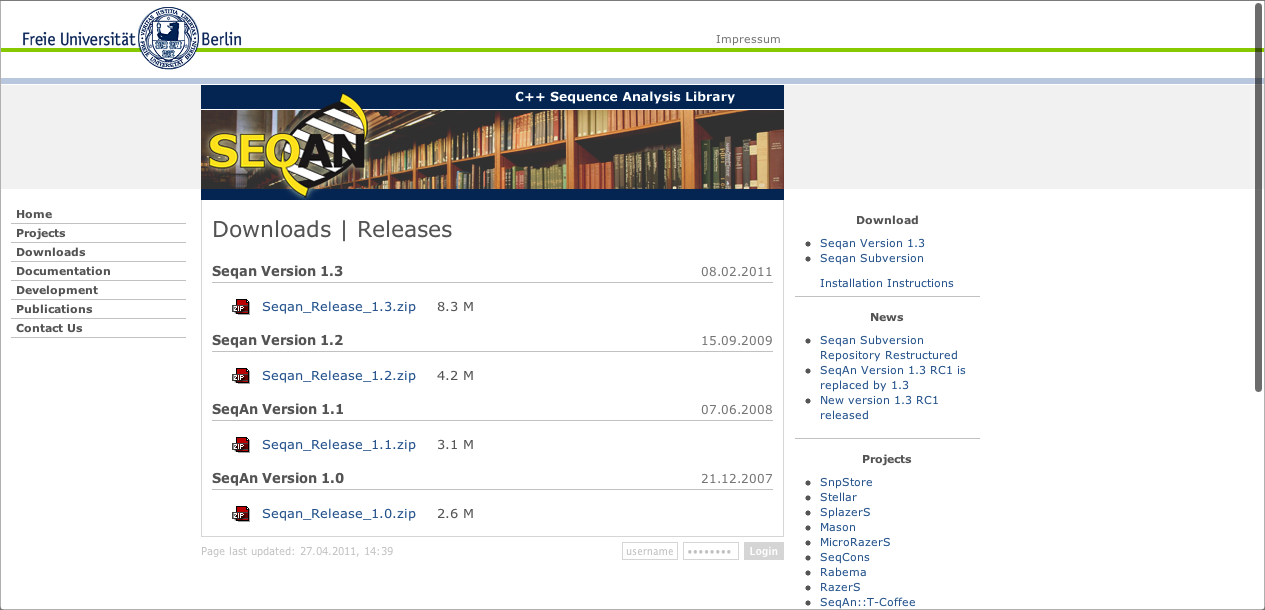 Freie Universität Berlin
Impressum
C++ Sequence Analysis Library
SEQAN
Home
Projects
Downloads
Documentation
Development
Publications
Contact Us
Downloads | Releases
Seqan Version 1.3 08.02.2011
ZIP Seqan_Release_1.3.zip 8.3 M
Seqan Version 1.2 15.09.2009
ZIP Seqan_Release_1.2.zip 4.2 M
SeqAn Version 1.1 07.06.2008
ZIP Seqan_Release_1.1.zip 3.1 M
SeqAn Version 1.0 21.12.2007
ZIP Seqan_Release_1.0.zip 2.6 M
Page last updated: 27.04.2011, 14:39
username •••••••• Login
Download
Seqan Version 1.3
Seqan Subversion
Installation Instructions
News
Seqan Subversion
Repository Restructured
SeqAn Version 1.3 RC1 is
replaced by 1.3
New version 1.3 RC1
released
Projects
SnpStore
Stellar
SplazerS
Mason
MicroRazerS
SeqCons
Rabema
RazerS
SeqAn::T-Coffee